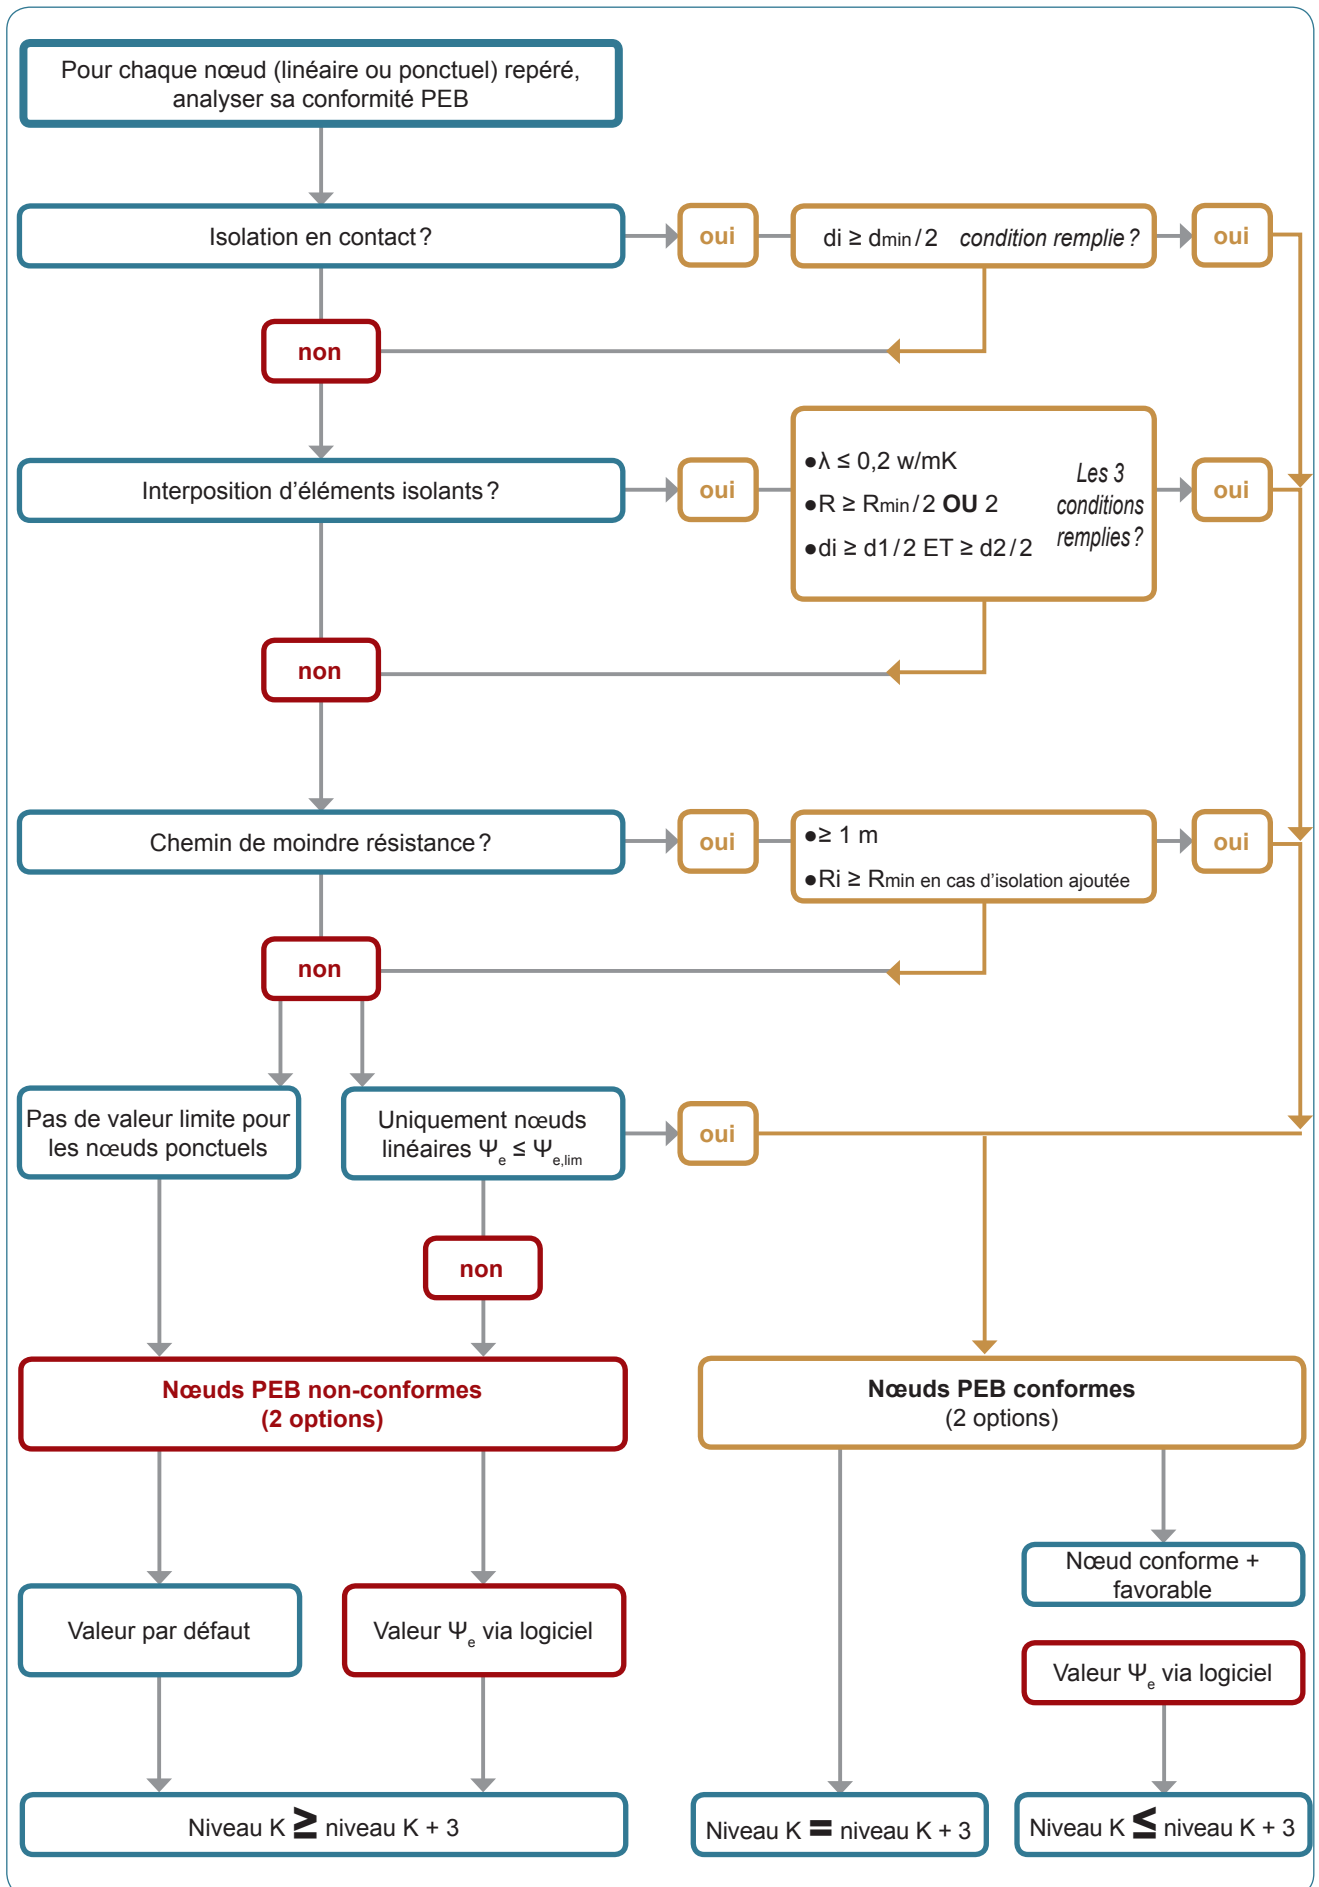 Pour chaque nœud (linéaire ou ponctuel) repéré,
analyser sa conformité PEB
Isolation en contact ?
oui
di ≥ dmin / 2 condition remplie ?
oui
non
Interposition d'éléments isolants ?
oui
●λ ≤ 0,2 w/mK
●R ≥ Rmin / 2 OU 2
●di ≥ d1 / 2 ET ≥ d2 / 2
Les 3
conditions
remplies ?
oui
non
Chemin de moindre résistance ?
oui
●≥ 1 m
●Ri ≥ Rmin en cas d'isolation ajoutée
oui
non
Pas de valeur limite pour
les nœuds ponctuels
Uniquement nœuds
linéaires Ψe ≤ Ψe,lim
oui
non
Nœuds PEB non-conformes
(2 options)
Nœuds PEB conformes
(2 options)
Nœud conforme +
favorable
Valeur par défaut
Valeur Ψe via logiciel
Valeur Ψe via logiciel
Niveau K ≥ niveau K + 3
Niveau K = niveau K + 3
Niveau K ≤ niveau K + 3